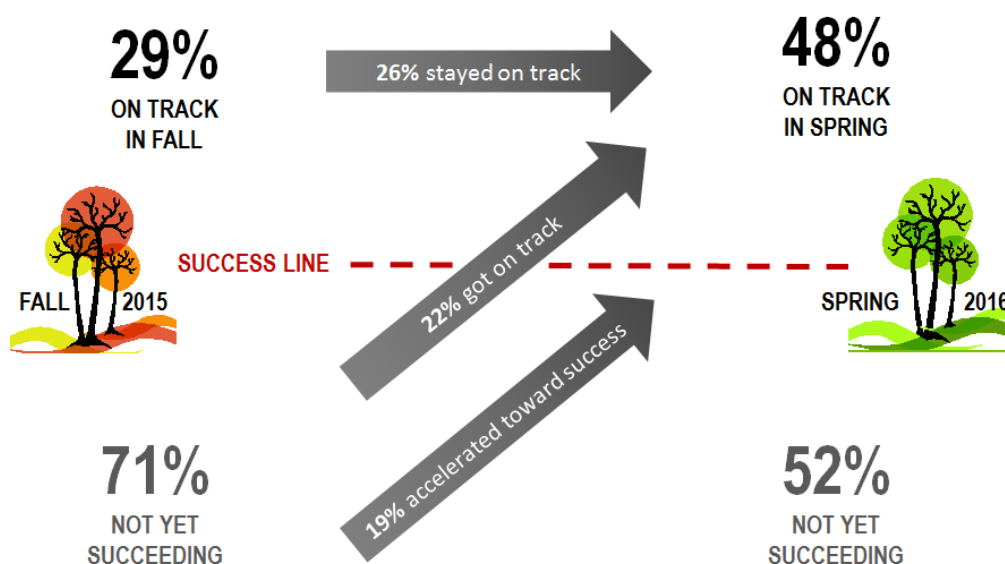 29%
ON TRACK
IN FALL
26% stayed on track
48%
ON TRACK
IN SPRING
FALL 2015
SUCCESS LINE
22% got on track
SPRING 2016
19% accelerated toward success
71%
NOT YET
SUCCEEDING
52%
NOT YET
SUCCEEDING